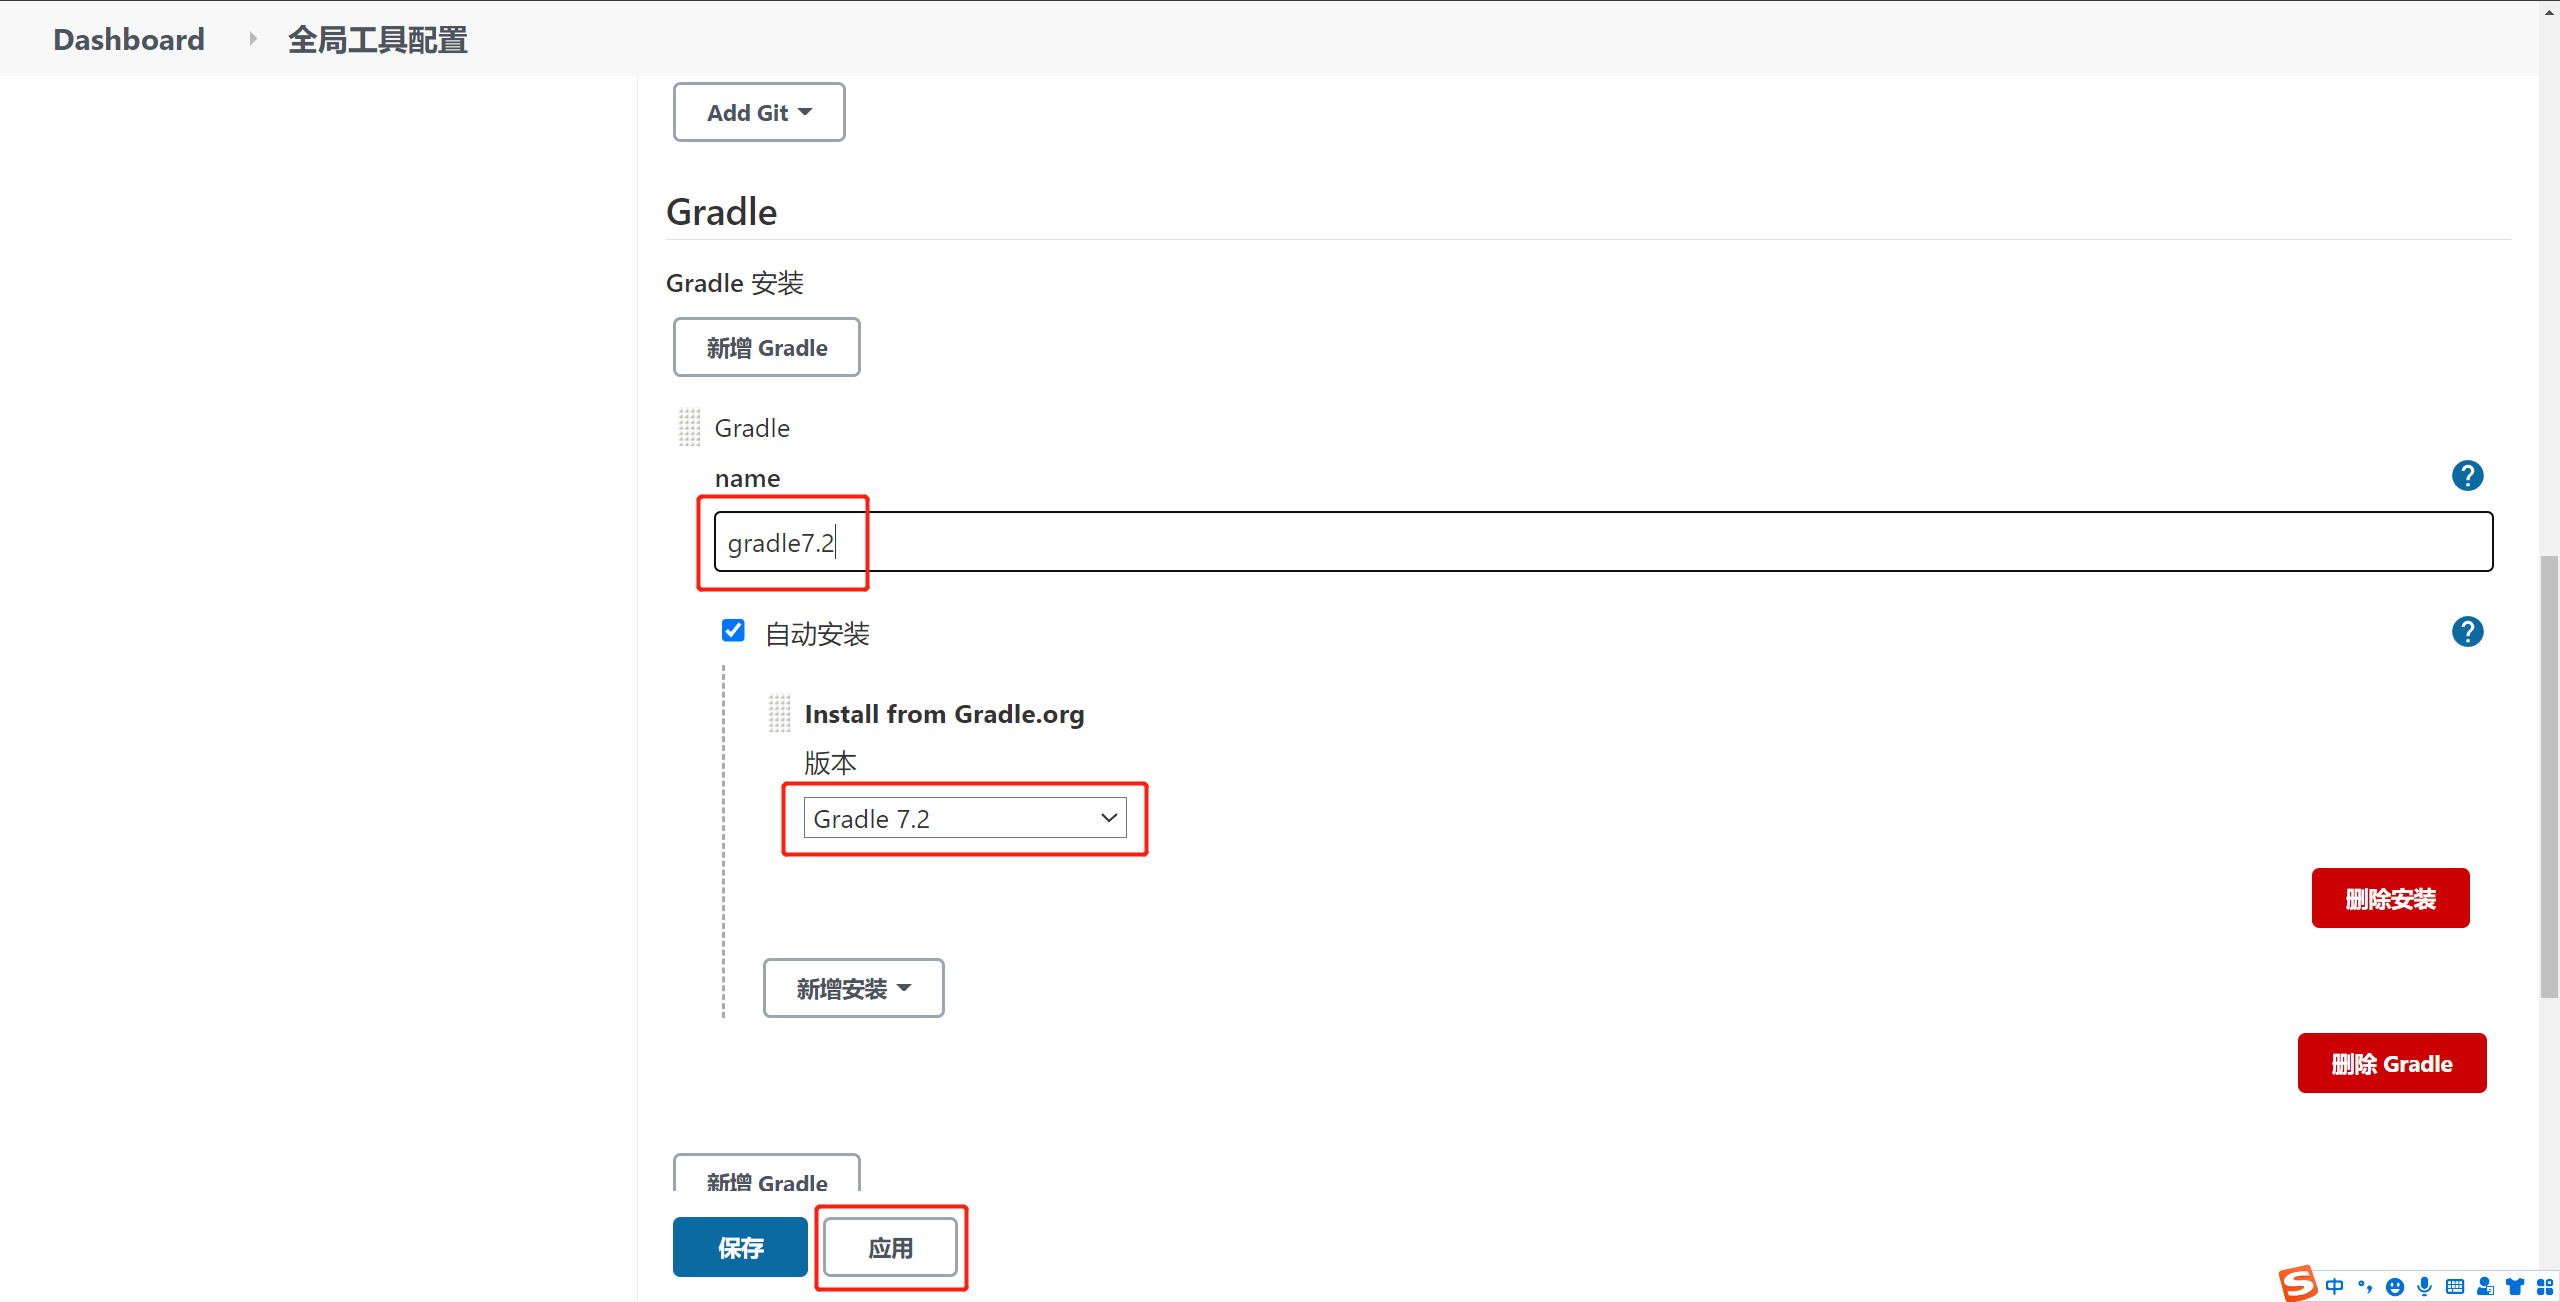 Dashboard 全局工具配置
Add Git
Gradle
Gradle 安装
新增 Gradle
Gradle
name
?
gradle7.2
自动安装
?
Install from Gradle.org
版本
Gradle 7.2
删除安装
新增安装
删除 Gradle
新增 Gradle
保存 应用
S 中